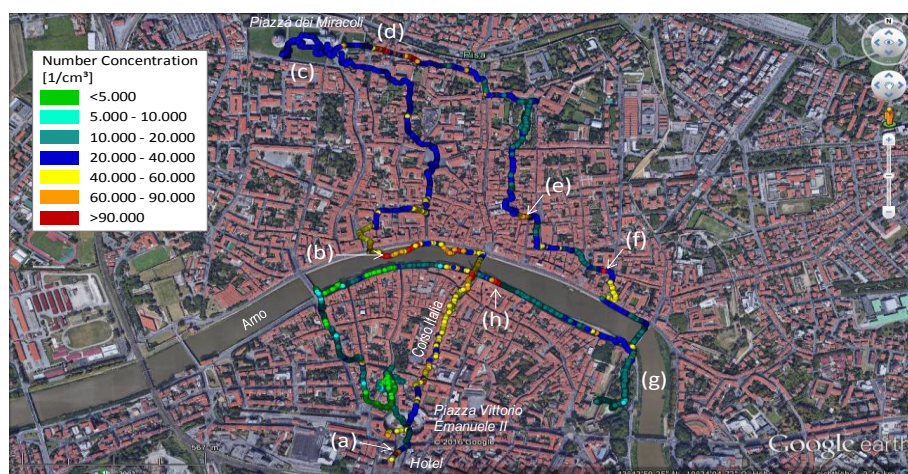 Piazza dei Miracoli
(d)
(c)
Number Concentration
[1/cm³]
<5.000
5.000 - 10.000
10.000 - 20.000
20.000 - 40.000
40.000 - 60.000
60.000 - 90.000
>90.000
(e)
(b)
(f)
Arno
Corso Italia
(h)
(g)
Piazza Vittorio
Emanuele II
© 2016 Google
(a)
Hotel
Google earth